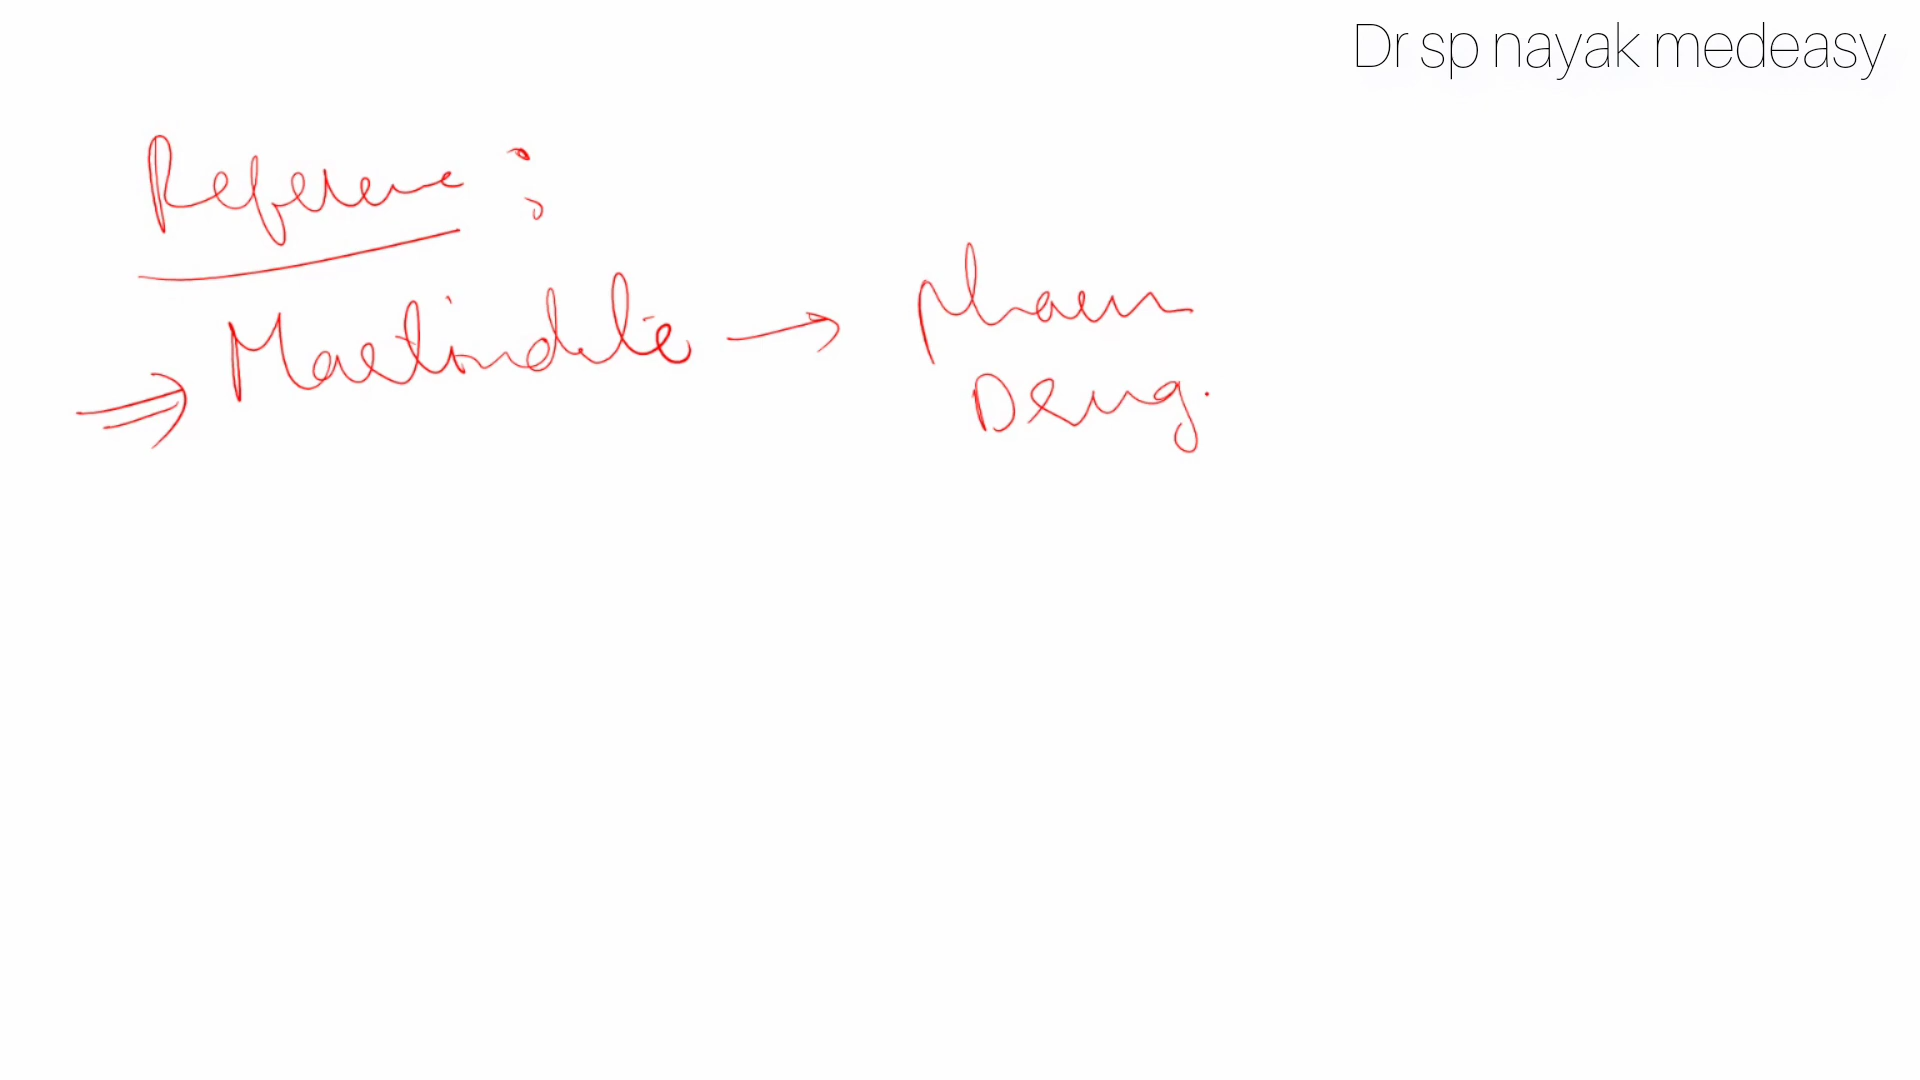 Dr sp nayak medeasy
Reference :
⇒ Martindale → pharm
Drug.